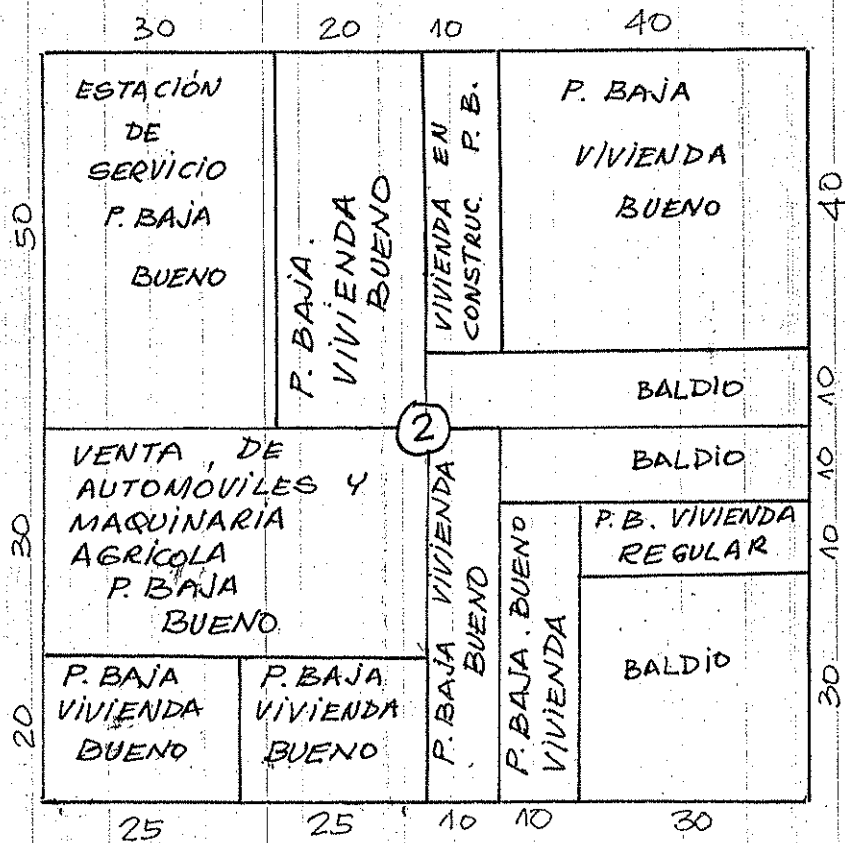 30 20 10 40
ESTACIÓN
DE
SERVICIO
P. BAJA
BUENO
P. BAJA.
VIVIENDA
BUENO
VIVIENDA EN
CONSTRUC. P. B.
P. BAJA
VIVIENDA
BUENO
50
40
BALDIO
10
2
VENTA, DE
AUTOMÓVILES Y
MAQUINARIA
AGRÍCOLA
P. BAJA
BUENO
30
P. BAJA VIVIENDA
BUENO
BALDIO
10
P. BAJA. BUENO
VIVIENDA
P.B. VIVIENDA
REGULAR
10
P. BAJA
VIVIENDA
BUENO
P. BAJA
VIVIENDA
BUENO
20
BALDIO
30
25 25 10 10 30